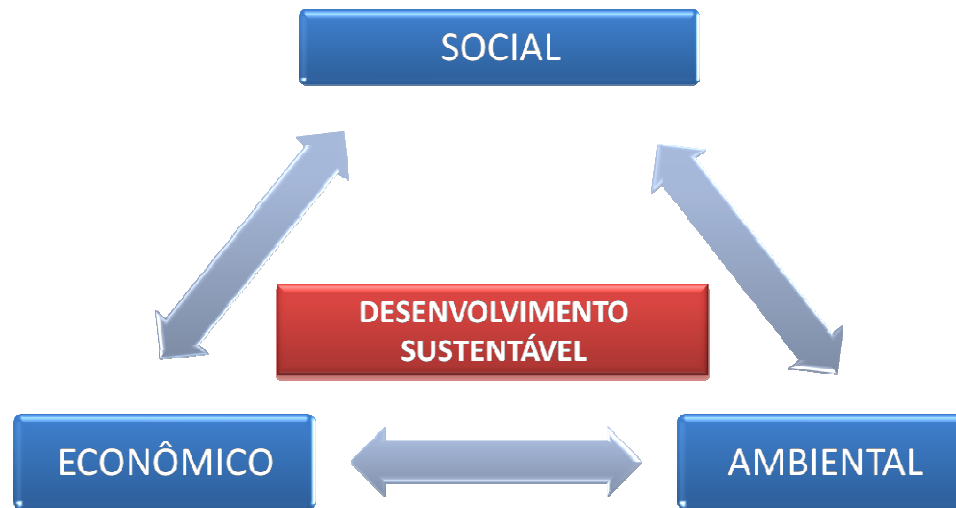 SOCIAL
DESENVOLVIMENTO
SUSTENTÁVEL
ECONÔMICO
AMBIENTAL